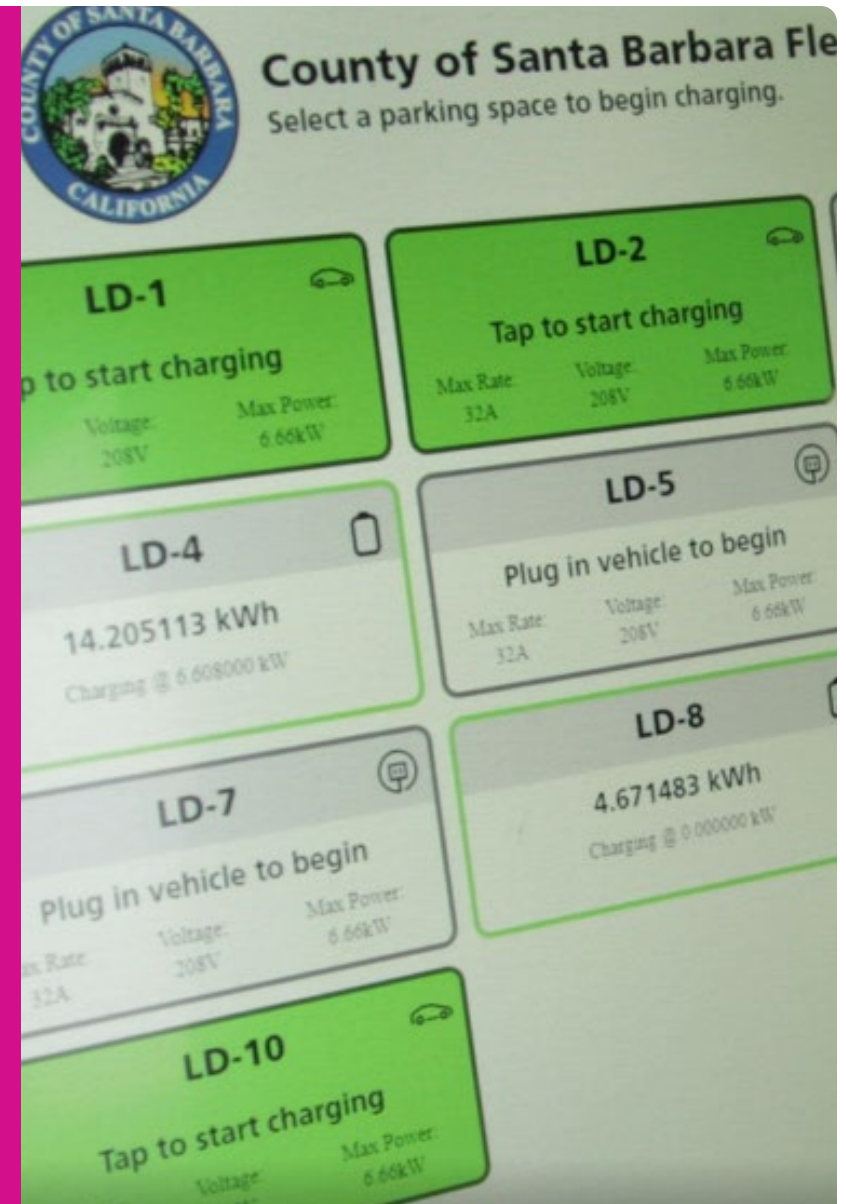 COUNTY OF SANTA BARBARA
CALIFORNIA
County of Santa Barbara Fle
Select a parking space to begin charging.
LD-1
p to start charging
Voltage: Max Power:
208V 6.66kW
LD-2
Tap to start charging
Max Rate: Voltage: Max Power:
32A 208V 6.66kW
LD-4
14.205113 kWh
Charging @ 6.608000 kW
LD-5
Plug in vehicle to begin
Max Rate: Voltage: Max Power:
32A 208V 6.66kW
LD-7
Plug in vehicle to begin
ax Rate: Voltage: Max Power:
32A 208V 6.66kW
LD-8
4.671483 kWh
Charging @ 0.000000 kW
LD-10
Tap to start charging
Voltage: Max Power:
6.66kW